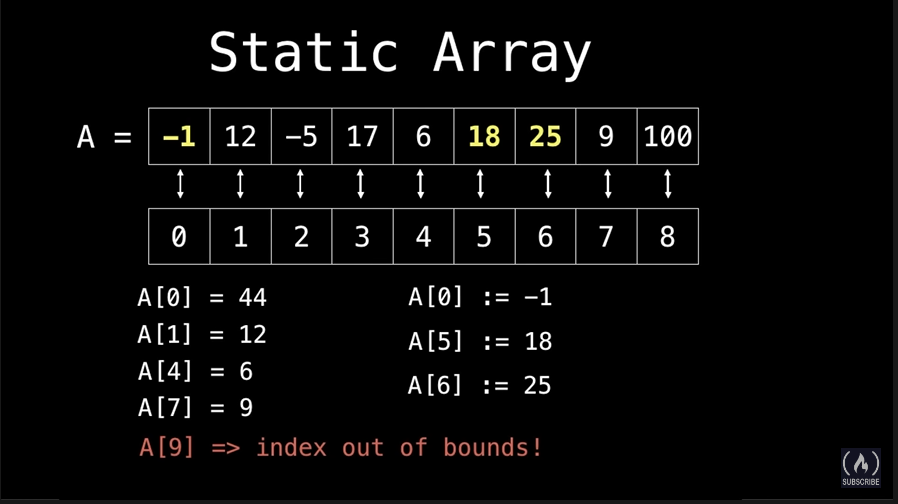 Static Array
A = -1 12 -5 17 6 18 25 9 100
0 1 2 3 4 5 6 7 8
A[0] = 44
A[1] = 12
A[4] = 6
A[7] = 9
A[9] => index out of bounds!
A[0] := -1
A[5] := 18
A[6] := 25
SUBSCRIBE